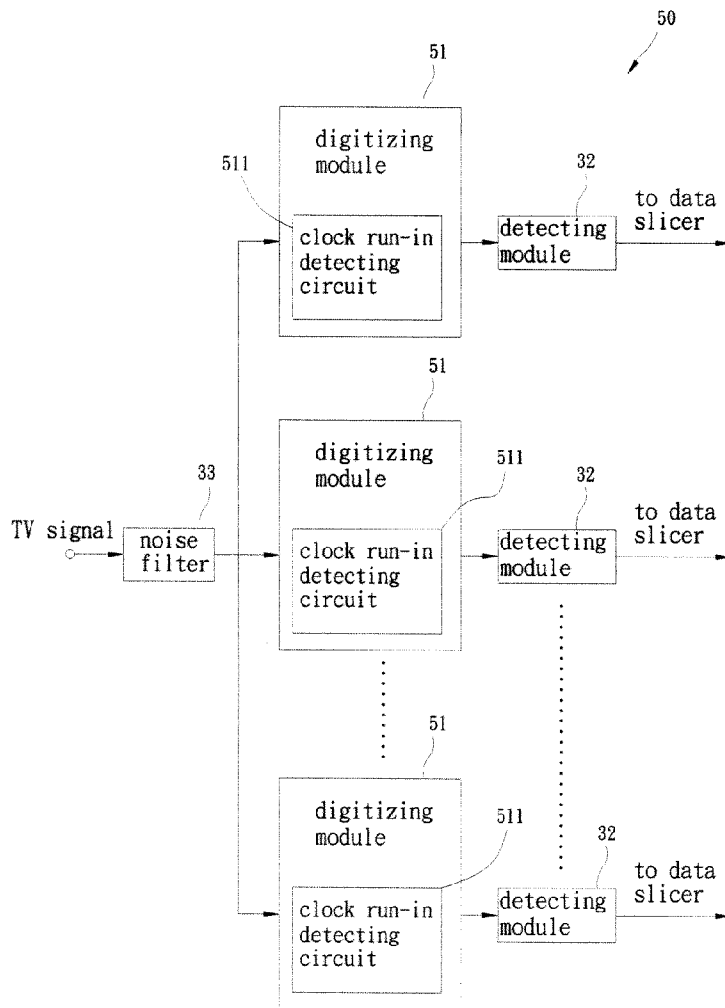 50
51
digitizing
module
511
clock run-in
detecting
circuit
32
detecting
module
to data
slicer
51
digitizing
module
511
clock run-in
detecting
circuit
33
TV signal
noise
filter
32
detecting
module
to data
slicer
51
digitizing
module
511
clock run-in
detecting
circuit
32
detecting
module
to data
slicer